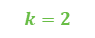 k = 2